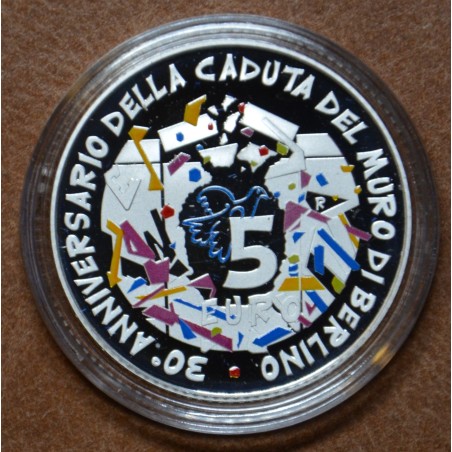 30° ANNIVERSARIO DELLA CADUTA DEL MURO DI BERLINO
R
5
EURO